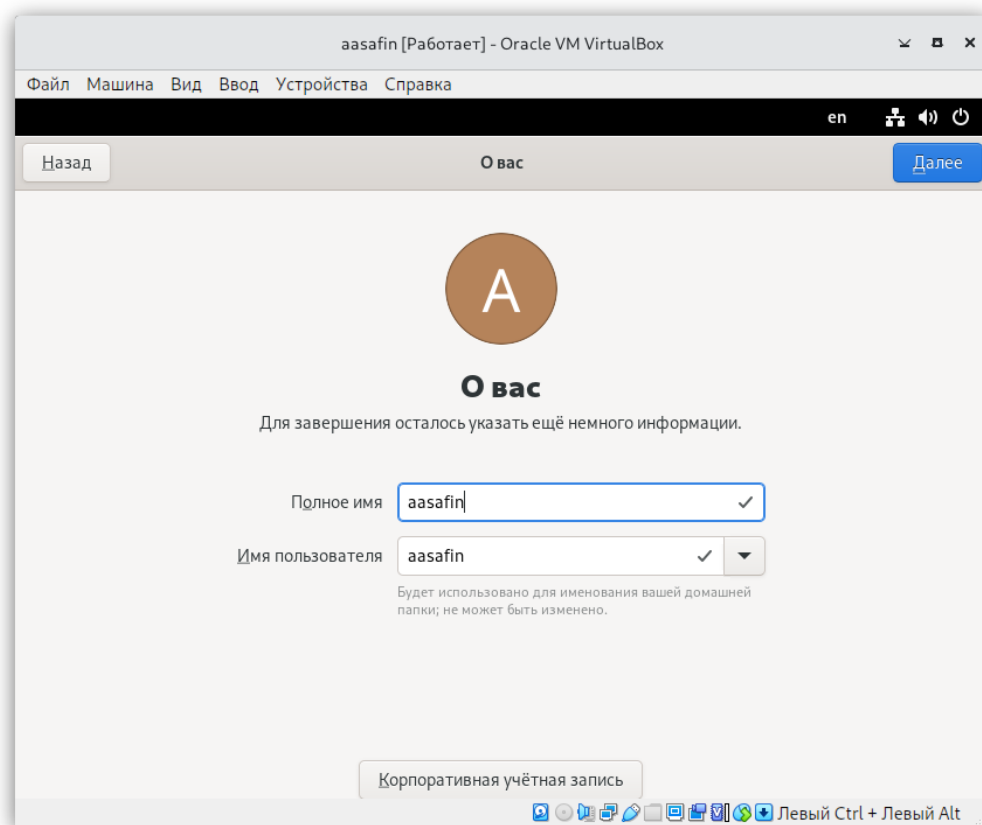 aasafin [Работает] - Oracle VM VirtualBox
Файл Машина Вид Ввод Устройства Справка
en
Назад О вас Далее
A
О вас
Для завершения осталось указать ещё немного информации.
Полное имя aasafin
Имя пользователя aasafin
Будет использовано для именования вашей домашней
папки; не может быть изменено.
Корпоративная учётная запись
Левый Ctrl + Левый Alt